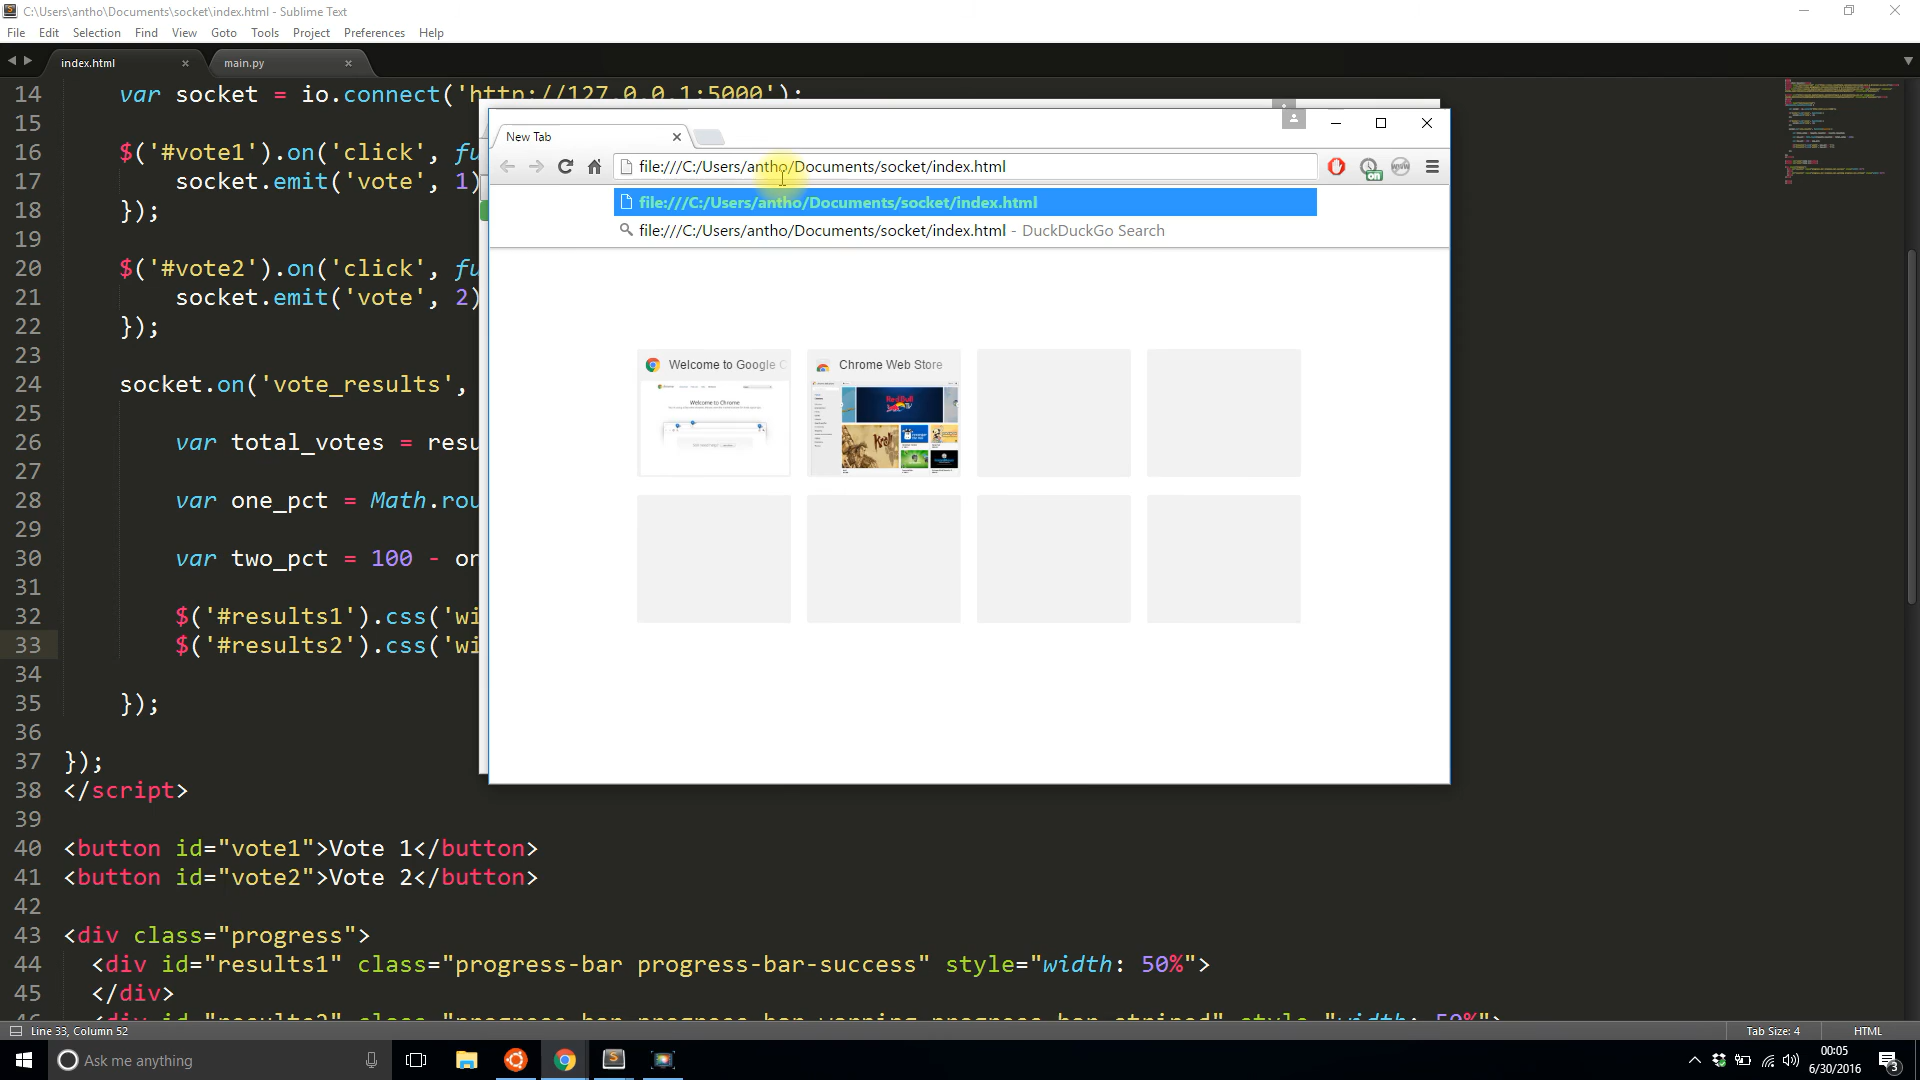 C:\Users\antho\Documents\socket\index.html - Sublime Text
File Edit Selection Find View Goto Tools Project Preferences Help
index.html × main.py ×
14 var socket = io.connect('http://127.0.0.1:5000');
15
16 $('#vote1').on('click', fu
17 socket.emit('vote', 1)
18 });
19
20 $('#vote2').on('click', fu
21 socket.emit('vote', 2)
22 });
23
24 socket.on('vote_results',
25
26 var total_votes = resu
27
28 var one_pct = Math.rou
29
30 var two_pct = 100 - on
31
32 $('#results1').css('wi
33 $('#results2').css('wi
34
35 });
36
37 });
38 </script>
39
40 <button id="vote1">Vote 1</button>
41 <button id="vote2">Vote 2</button>
42
43 <div class="progress">
44 <div id="results1" class="progress-bar progress-bar-success" style="width: 50%">
45 </div>
New Tab
file:///C:/Users/antho/Documents/socket/index.html
on
file:///C:/Users/antho/Documents/socket/index.html
file:///C:/Users/antho/Documents/socket/index.html - DuckDuckGo Search
Welcome to Google C
Chrome Web Store
Welcome to Chrome
Line 33, Column 52
Tab Size: 4 HTML
Ask me anything
00:05
6/30/2016
3